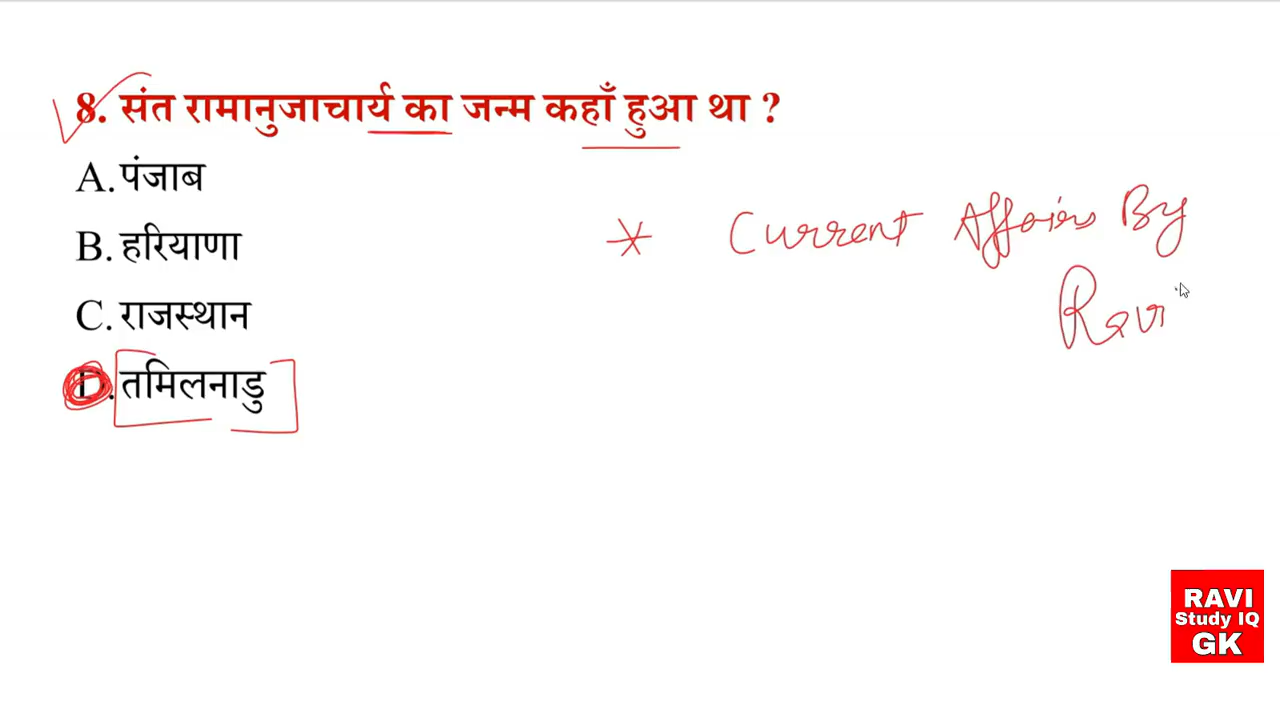 8. संत रामानुजाचार्य का जन्म कहाँ हुआ था ?
A. पंजाब
B. हरियाणा
C. राजस्थान
D. तमिलनाडु
* Current Affairs By
Ravi
RAVI
Study IQ
GK